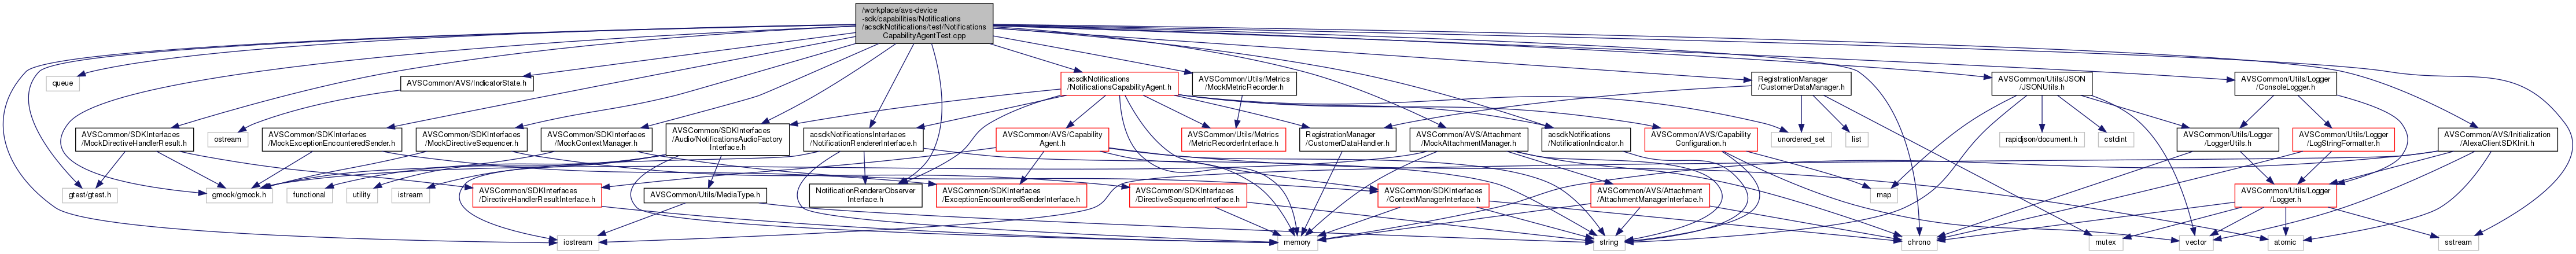 /workplace/avs-device
-sdk/capabilities/Notifications
/acsdkNotifications/test/Notifications
CapabilityAgentTest.cpp
queue
AVSCommon/AVS/IndicatorState.h
acsdkNotifications
/NotificationsCapabilityAgent.h
AVSCommon/Utils/Metrics
/MockMetricRecorder.h
RegistrationManager
/CustomerDataManager.h
AVSCommon/Utils/JSON
/JSONUtils.h
AVSCommon/Utils/Logger
/ConsoleLogger.h
ostream
AVSCommon/SDKInterfaces
/MockDirectiveHandlerResult.h
AVSCommon/SDKInterfaces
/MockExceptionEncounteredSender.h
AVSCommon/SDKInterfaces
/MockDirectiveSequencer.h
AVSCommon/SDKInterfaces
/MockContextManager.h
AVSCommon/SDKInterfaces
/Audio/NotificationsAudioFactory
Interface.h
acsdkNotificationsInterfaces
/NotificationRendererInterface.h
AVSCommon/AVS/Capability
Agent.h
AVSCommon/Utils/Metrics
/MetricRecorderInterface.h
RegistrationManager
/CustomerDataHandler.h
AVSCommon/AVS/Attachment
/MockAttachmentManager.h
acsdkNotifications
/NotificationIndicator.h
AVSCommon/AVS/Capability
Configuration.h
unordered_set
list
rapidjson/document.h
cstdint
AVSCommon/Utils/Logger
/LoggerUtils.h
AVSCommon/Utils/Logger
/LogStringFormatter.h
AVSCommon/AVS/Initialization
/AlexaClientSDKInit.h
gtest/gtest.h
gmock/gmock.h
functional
utility
istream
AVSCommon/SDKInterfaces
/DirectiveHandlerResultInterface.h
AVSCommon/Utils/MediaType.h
NotificationRendererObserver
Interface.h
AVSCommon/SDKInterfaces
/ExceptionEncounteredSenderInterface.h
AVSCommon/SDKInterfaces
/DirectiveSequencerInterface.h
AVSCommon/SDKInterfaces
/ContextManagerInterface.h
AVSCommon/AVS/Attachment
/AttachmentManagerInterface.h
map
AVSCommon/Utils/Logger
/Logger.h
iostream
memory
string
chrono
mutex
vector
atomic
sstream